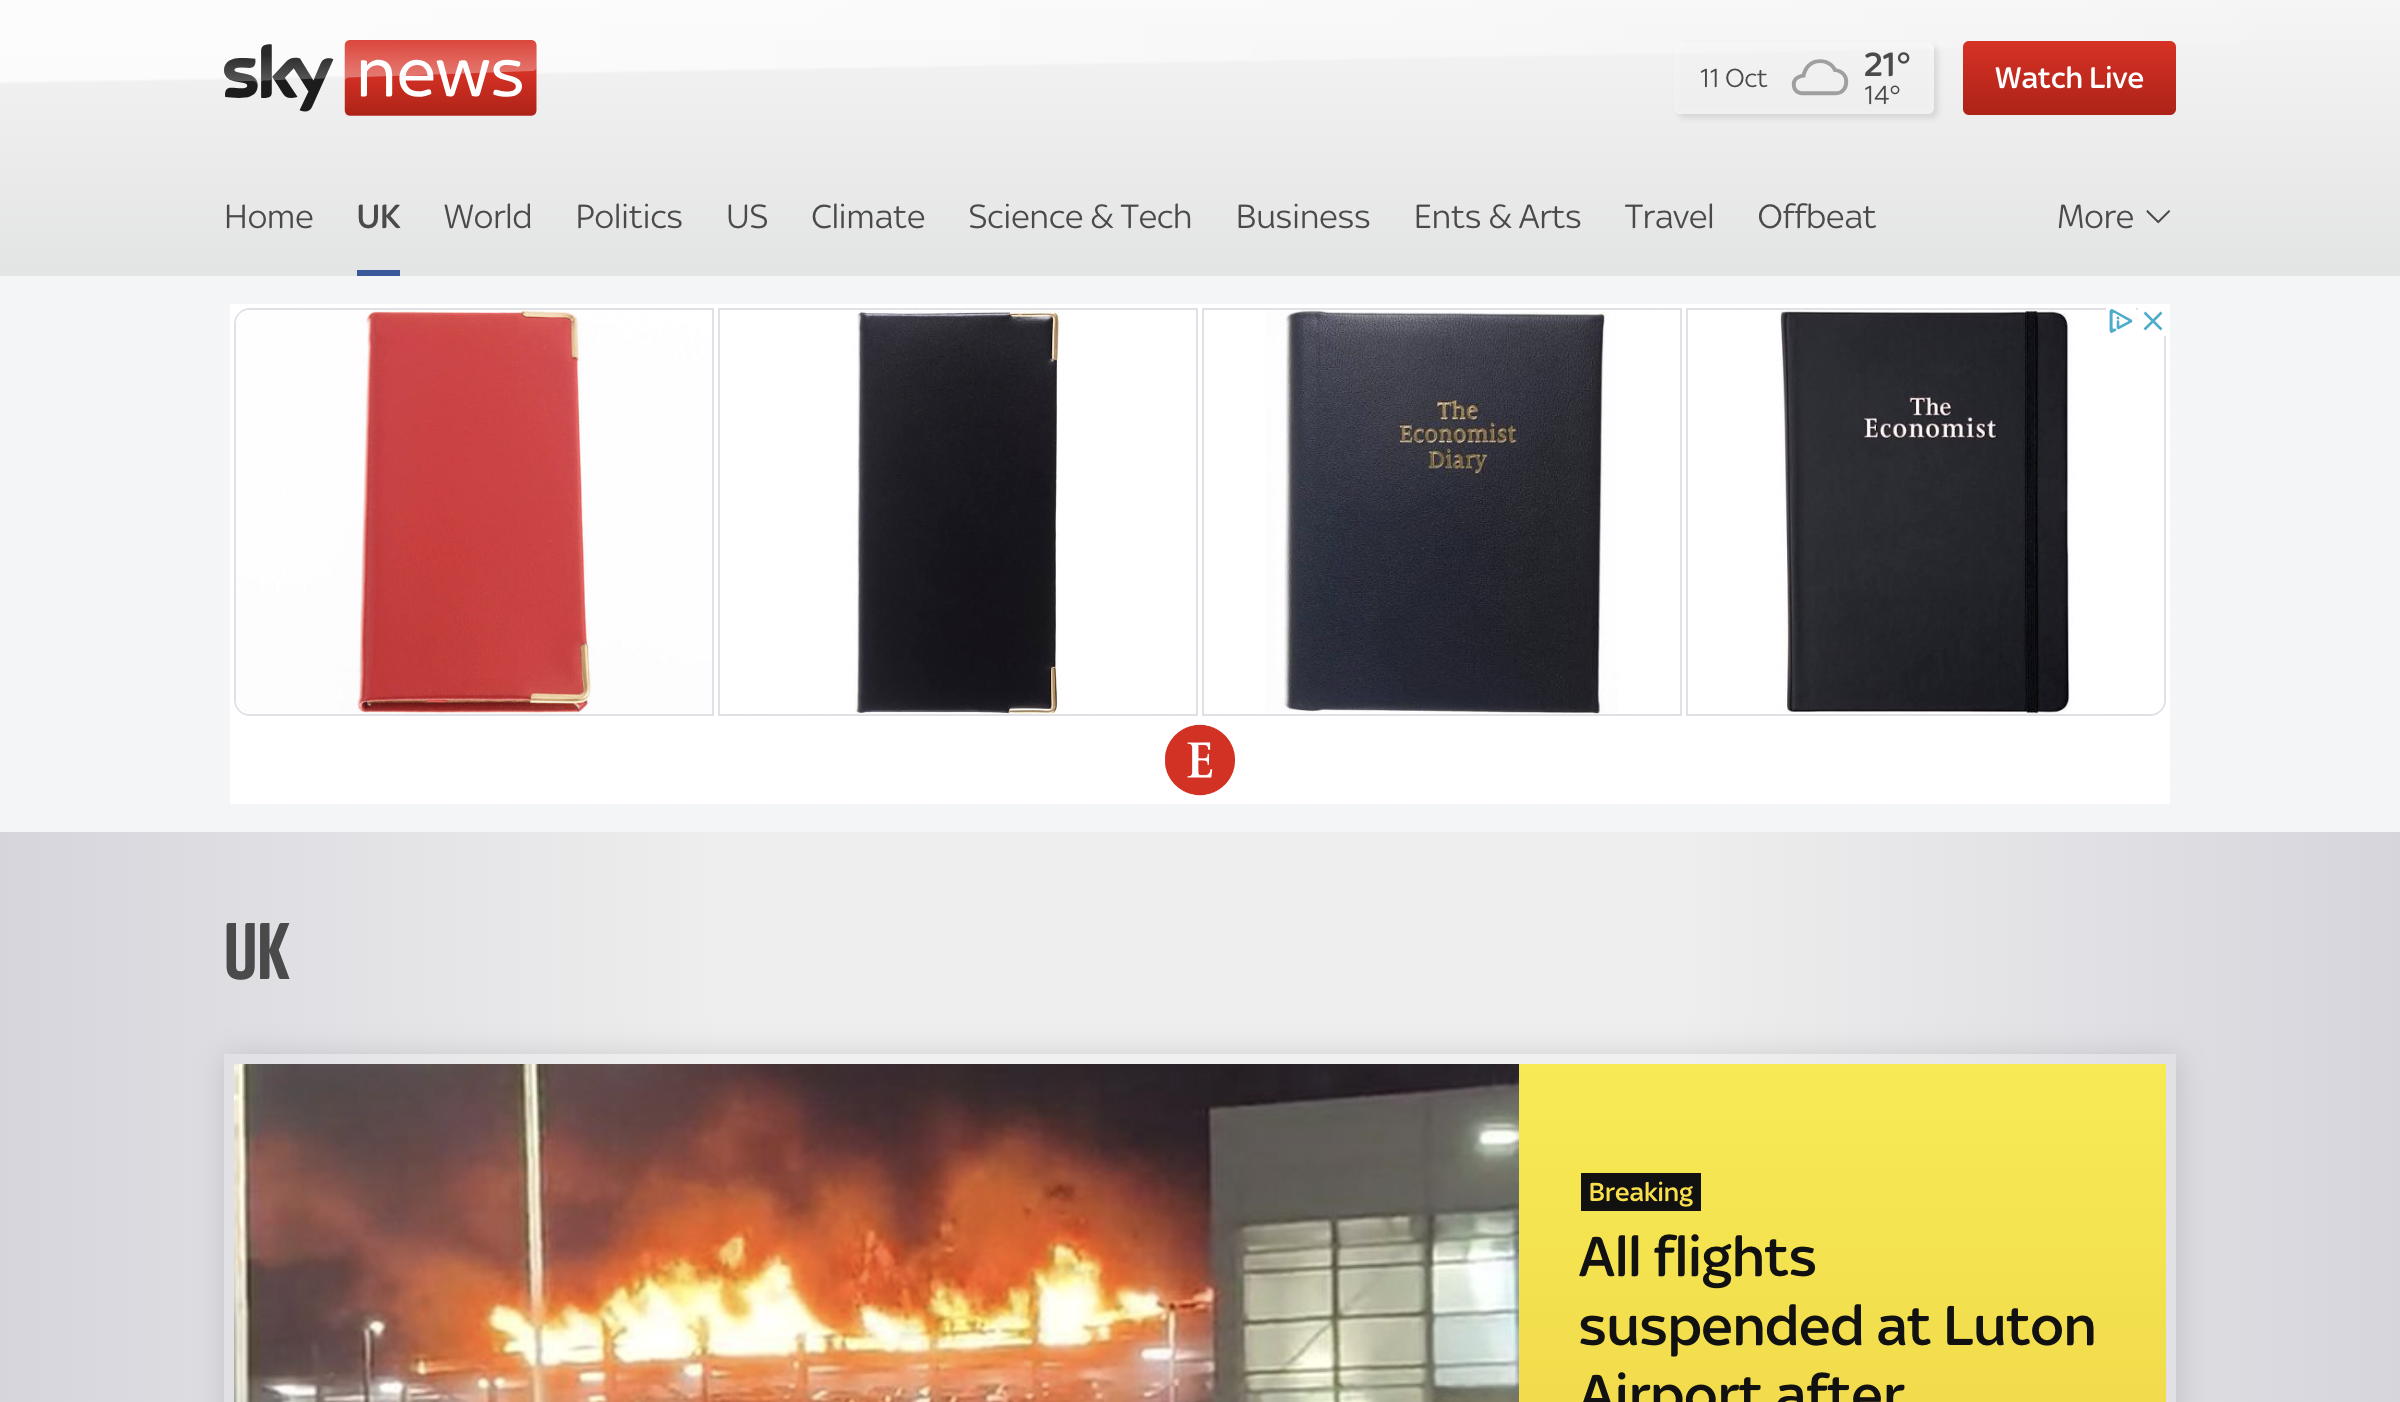 sky news
11 Oct
21°
14°
Watch Live
Home UK World Politics US Climate Science & Tech Business Ents & Arts Travel Offbeat More
The
Economist
Diary
The
Economist
E
UK
Breaking
All flights
suspended at Luton
Airport after